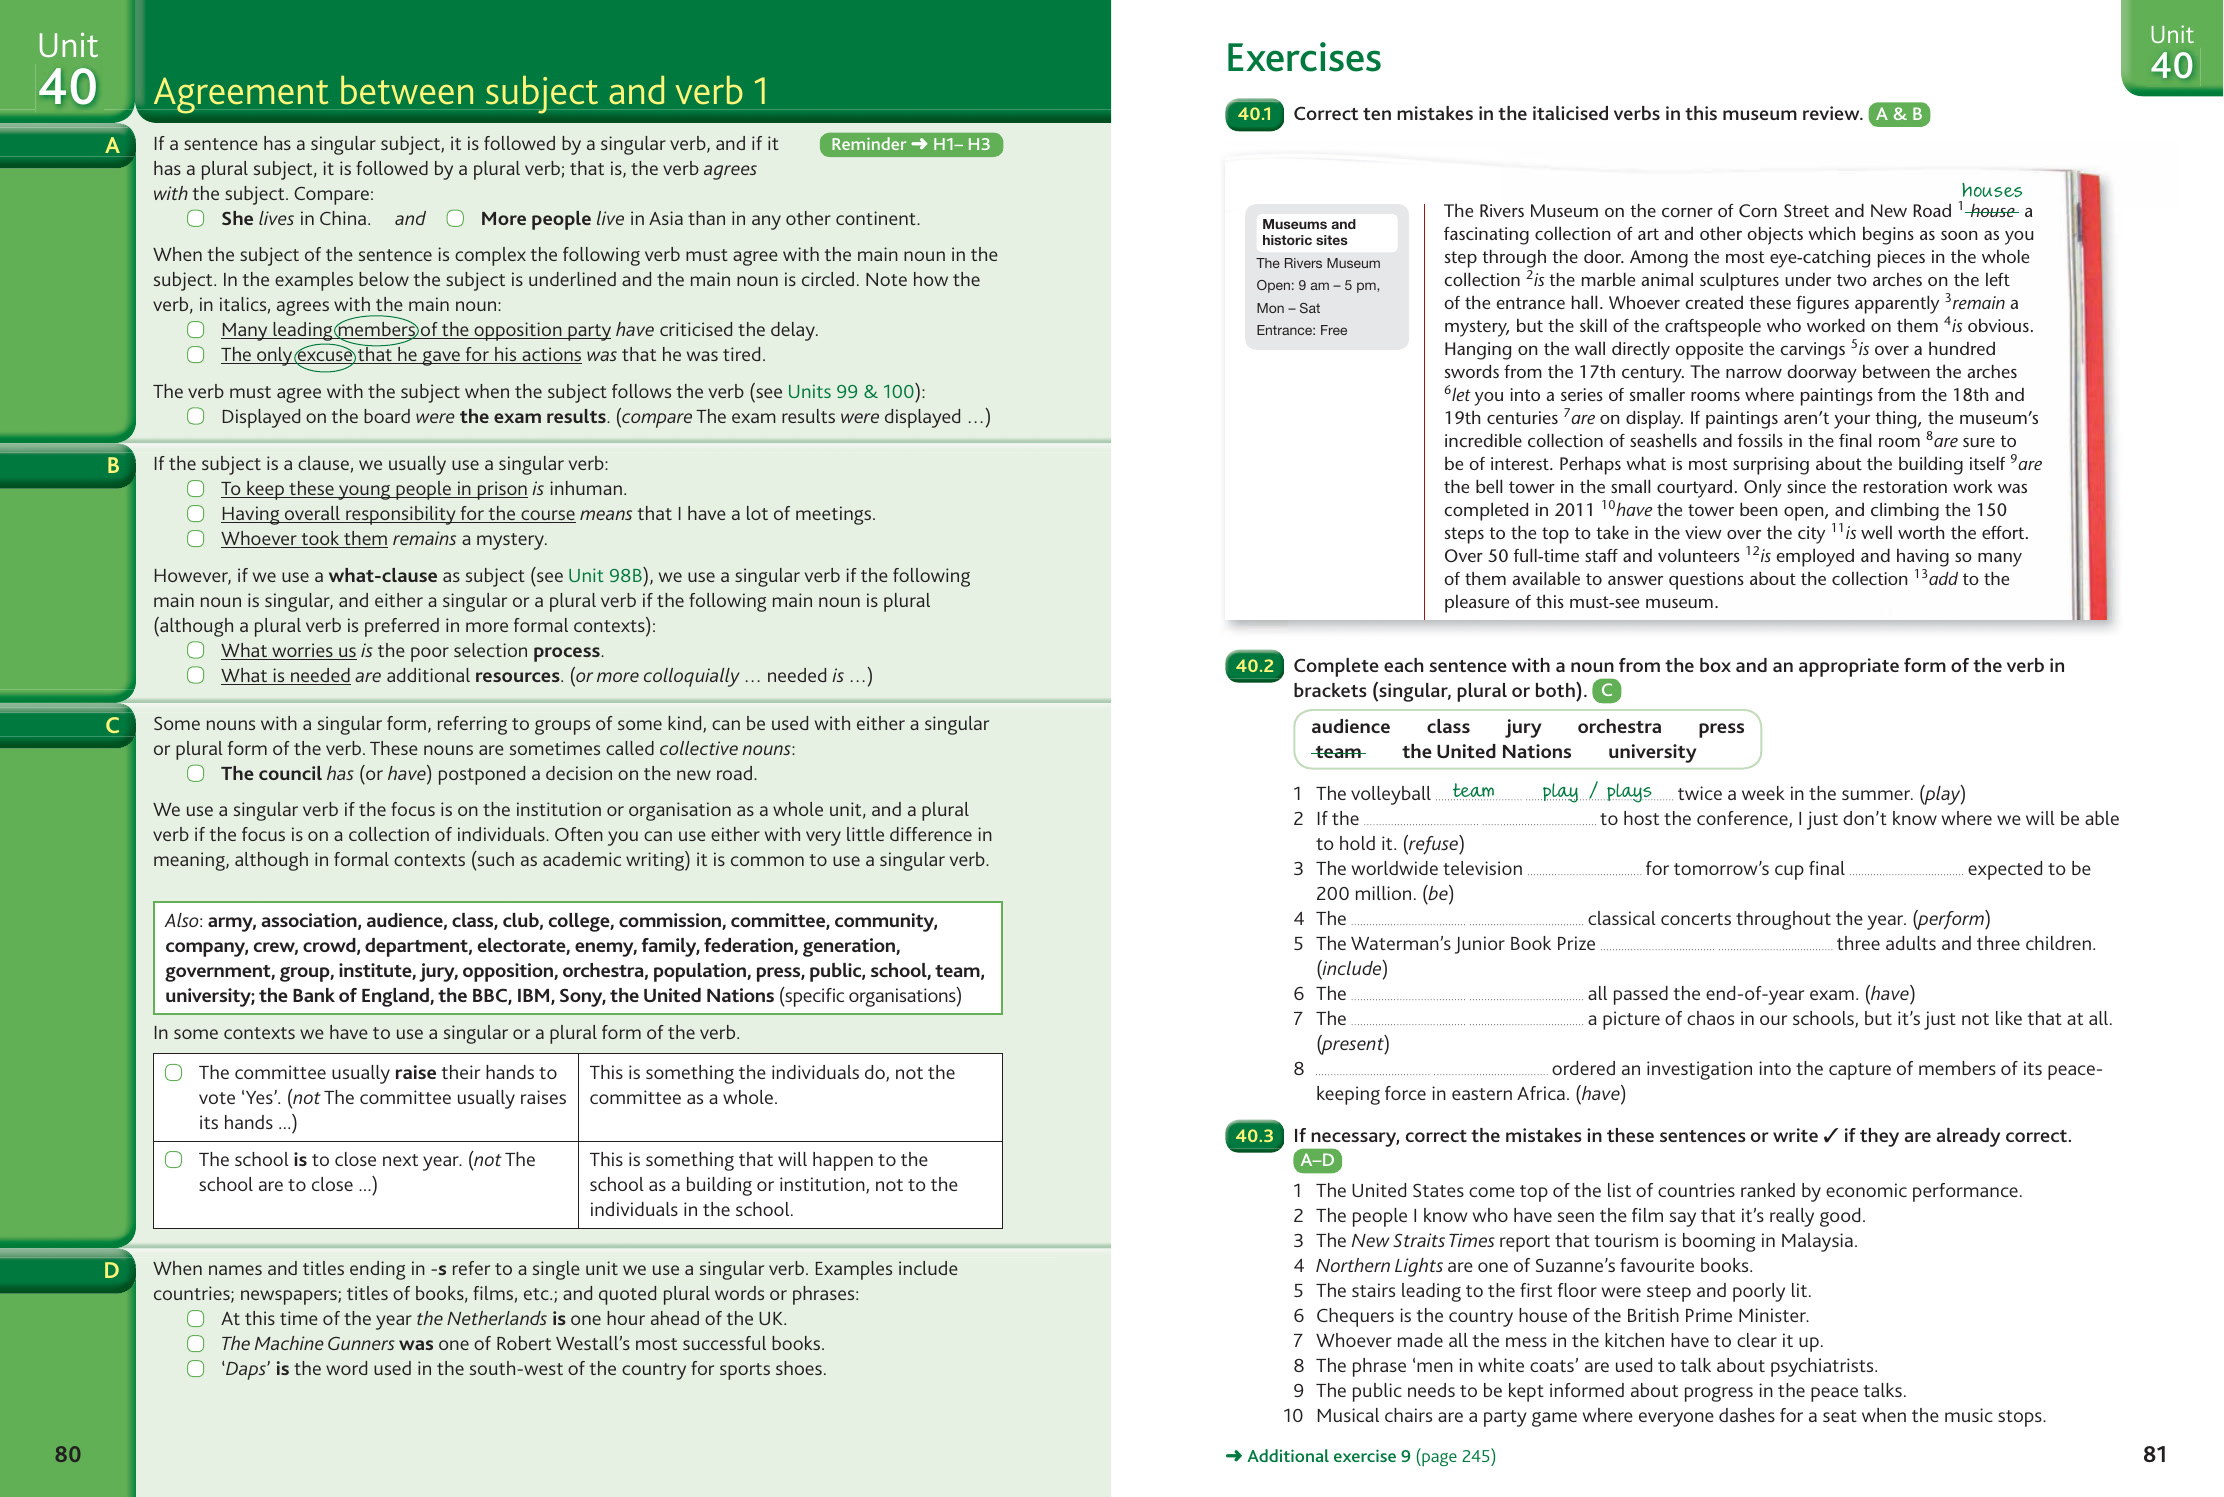 Unit
40
Agreement between subject and verb 1
A
If a sentence has a singular subject, it is followed by a singular verb, and if it
Reminder ➜ H1– H3
has a plural subject, it is followed by a plural verb; that is, the verb agrees
with the subject. Compare:
She lives in China. and More people live in Asia than in any other continent.
When the subject of the sentence is complex the following verb must agree with the main noun in the
subject. In the examples below the subject is underlined and the main noun is circled. Note how the
verb, in italics, agrees with the main noun:
Many leading members of the opposition party have criticised the delay.
The only excuse that he gave for his actions was that he was tired.
The verb must agree with the subject when the subject follows the verb (see Units 99 & 100):
Displayed on the board were the exam results. (compare The exam results were displayed …)
B
If the subject is a clause, we usually use a singular verb:
To keep these young people in prison is inhuman.
Having overall responsibility for the course means that I have a lot of meetings.
Whoever took them remains a mystery.
However, if we use a what-clause as subject (see Unit 98B), we use a singular verb if the following
main noun is singular, and either a singular or a plural verb if the following main noun is plural
(although a plural verb is preferred in more formal contexts):
What worries us is the poor selection process.
What is needed are additional resources. (or more colloquially … needed is …)
C
Some nouns with a singular form, referring to groups of some kind, can be used with either a singular
or plural form of the verb. These nouns are sometimes called collective nouns:
The council has (or have) postponed a decision on the new road.
We use a singular verb if the focus is on the institution or organisation as a whole unit, and a plural
verb if the focus is on a collection of individuals. Often you can use either with very little difference in
meaning, although in formal contexts (such as academic writing) it is common to use a singular verb.
Also: army, association, audience, class, club, college, commission, committee, community,
company, crew, crowd, department, electorate, enemy, family, federation, generation,
government, group, institute, jury, opposition, orchestra, population, press, public, school, team,
university; the Bank of England, the BBC, IBM, Sony, the United Nations (specific organisations)
In some contexts we have to use a singular or a plural form of the verb.
The committee usually raise their hands to
vote ‘Yes’. (not The committee usually raises
its hands ...)
This is something the individuals do, not the
committee as a whole.
The school is to close next year. (not The
school are to close ...)
This is something that will happen to the
school as a building or institution, not to the
individuals in the school.
D
When names and titles ending in -s refer to a single unit we use a singular verb. Examples include
countries; newspapers; titles of books, films, etc.; and quoted plural words or phrases:
At this time of the year the Netherlands is one hour ahead of the UK.
The Machine Gunners was one of Robert Westall’s most successful books.
‘Daps’ is the word used in the south-west of the country for sports shoes.
80
Exercises
Unit
40
40.1 Correct ten mistakes in the italicised verbs in this museum review. A & B
Museums and
historic sites
The Rivers Museum
Open: 9 am – 5 pm,
Mon – Sat
Entrance: Free
houses
The Rivers Museum on the corner of Corn Street and New Road 1 house a
fascinating collection of art and other objects which begins as soon as you
step through the door. Among the most eye-catching pieces in the whole
collection 2is the marble animal sculptures under two arches on the left
of the entrance hall. Whoever created these figures apparently 3remain a
mystery, but the skill of the craftspeople who worked on them 4is obvious.
Hanging on the wall directly opposite the carvings 5is over a hundred
swords from the 17th century. The narrow doorway between the arches
6let you into a series of smaller rooms where paintings from the 18th and
19th centuries 7are on display. If paintings aren’t your thing, the museum’s
incredible collection of seashells and fossils in the final room 8are sure to
be of interest. Perhaps what is most surprising about the building itself 9are
the bell tower in the small courtyard. Only since the restoration work was
completed in 2011 10have the tower been open, and climbing the 150
steps to the top to take in the view over the city 11is well worth the effort.
Over 50 full-time staff and volunteers 12is employed and having so many
of them available to answer questions about the collection 13add to the
pleasure of this must-see museum.
40.2 Complete each sentence with a noun from the box and an appropriate form of the verb in
brackets (singular, plural or both). C
audience class jury orchestra press
team the United Nations university
1 The volleyball team play / plays twice a week in the summer. (play)
2 If the ........ ........ to host the conference, I just don’t know where we will be able
to hold it. (refuse)
3 The worldwide television ........ for tomorrow’s cup final ........ expected to be
200 million. (be)
4 The ........ ........ classical concerts throughout the year. (perform)
5 The Waterman’s Junior Book Prize ........ ........ three adults and three children.
(include)
6 The ........ ........ all passed the end-of-year exam. (have)
7 The ........ ........ a picture of chaos in our schools, but it’s just not like that at all.
(present)
8 ........ ........ ordered an investigation into the capture of members of its peace-
keeping force in eastern Africa. (have)
40.3 If necessary, correct the mistakes in these sentences or write ✓ if they are already correct.
A–D
1 The United States come top of the list of countries ranked by economic performance.
2 The people I know who have seen the film say that it’s really good.
3 The New Straits Times report that tourism is booming in Malaysia.
4 Northern Lights are one of Suzanne’s favourite books.
5 The stairs leading to the first floor were steep and poorly lit.
6 Chequers is the country house of the British Prime Minister.
7 Whoever made all the mess in the kitchen have to clear it up.
8 The phrase ‘men in white coats’ are used to talk about psychiatrists.
9 The public needs to be kept informed about progress in the peace talks.
10 Musical chairs are a party game where everyone dashes for a seat when the music stops.
➜ Additional exercise 9 (page 245)
81